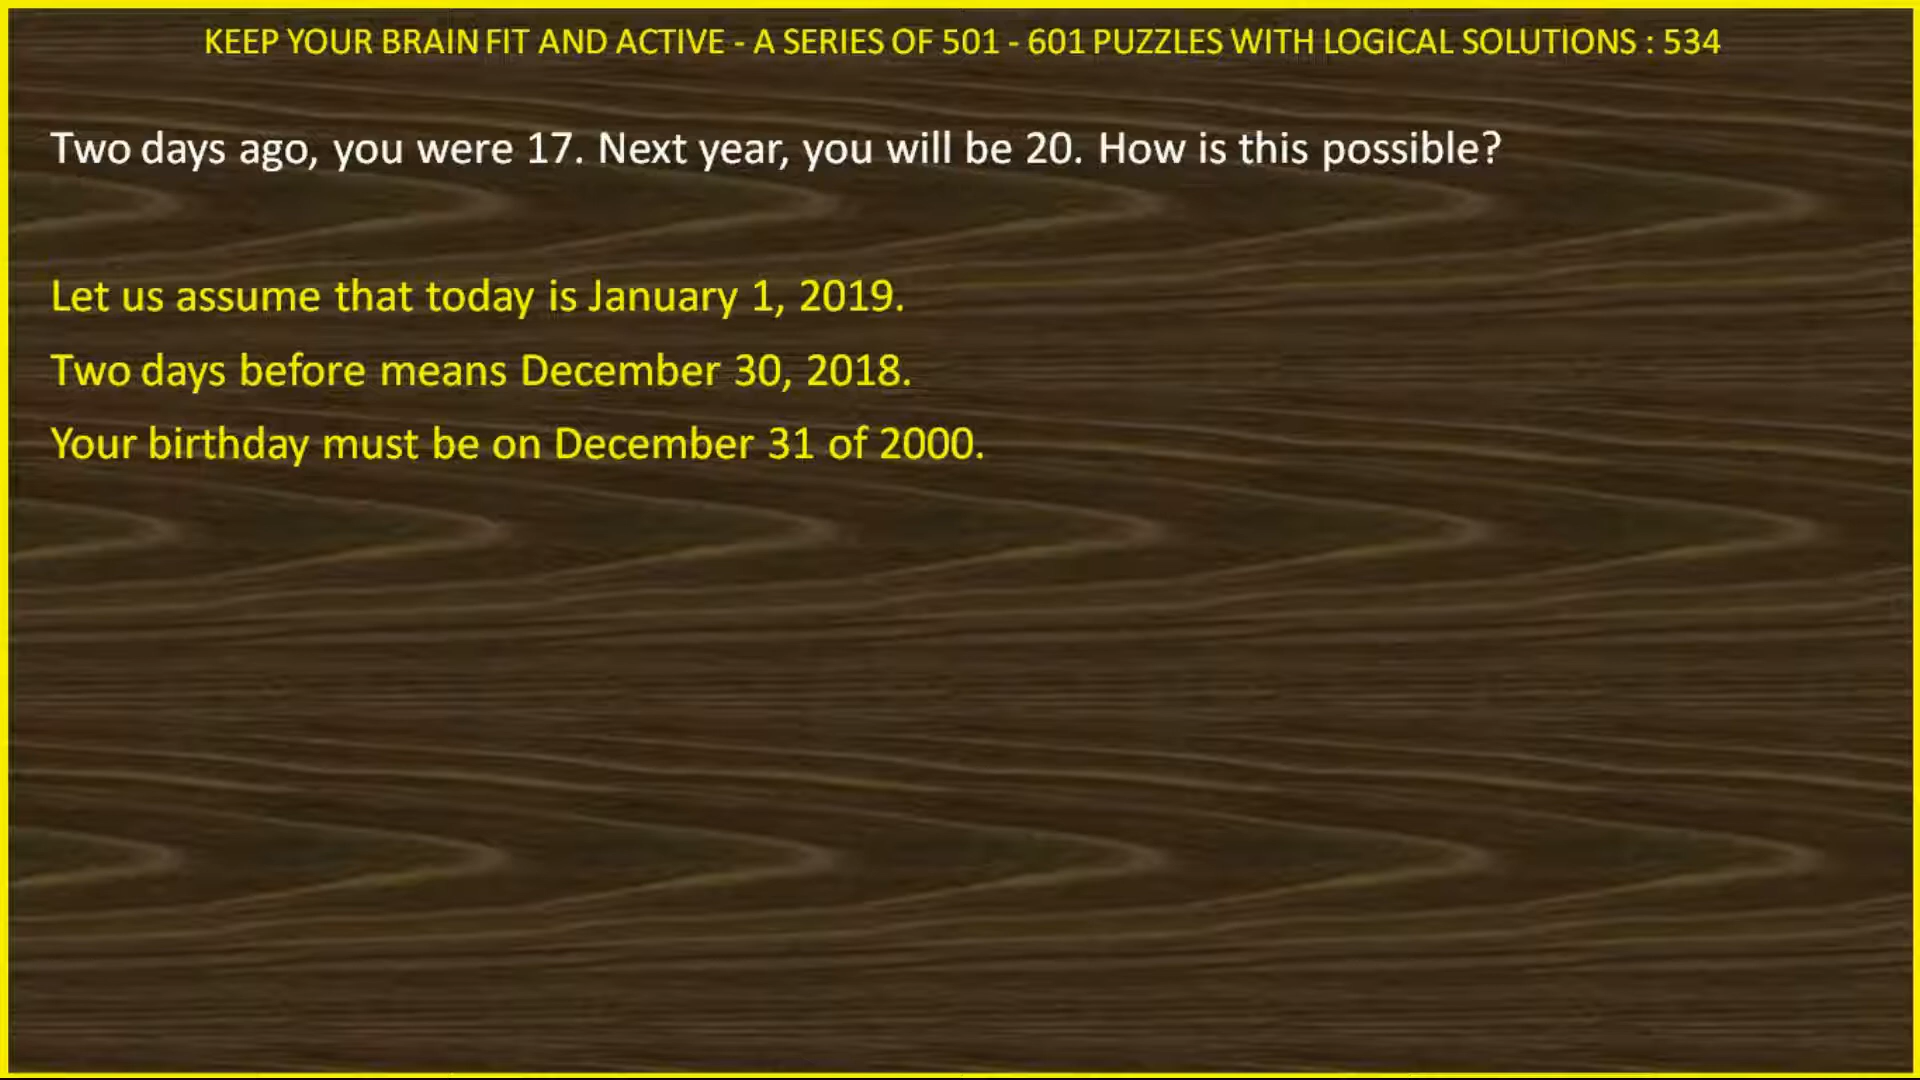 KEEP YOUR BRAIN FIT AND ACTIVE - A SERIES OF 501 - 601 PUZZLES WITH LOGICAL SOLUTIONS : 534
Two days ago, you were 17. Next year, you will be 20. How is this possible?
Let us assume that today is January 1, 2019.
Two days before means December 30, 2018.
Your birthday must be on December 31 of 2000.